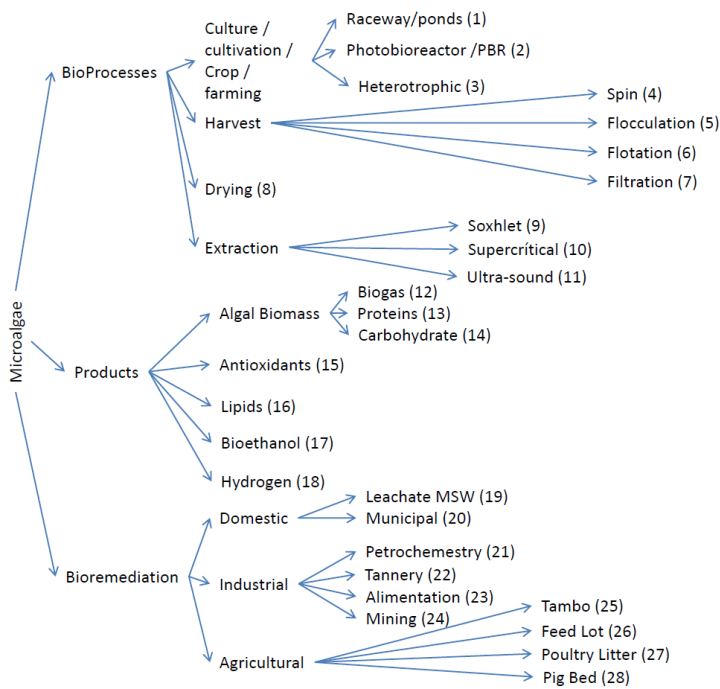 Microalgae
BioProcesses
Culture /
cultivation /
Crop /
farming
Raceway/ponds (1)
Photobioreactor /PBR (2)
Heterotrophic (3)
Harvest
Spin (4)
Flocculation (5)
Flotation (6)
Filtration (7)
Drying (8)
Extraction
Soxhlet (9)
Supercrítical (10)
Ultra-sound (11)
Products
Algal Biomass
Biogas (12)
Proteins (13)
Carbohydrate (14)
Antioxidants (15)
Lipids (16)
Bioethanol (17)
Hydrogen (18)
Bioremediation
Domestic
Leachate MSW (19)
Municipal (20)
Industrial
Petrochemestry (21)
Tannery (22)
Alimentation (23)
Mining (24)
Agricultural
Tambo (25)
Feed Lot (26)
Poultry Litter (27)
Pig Bed (28)